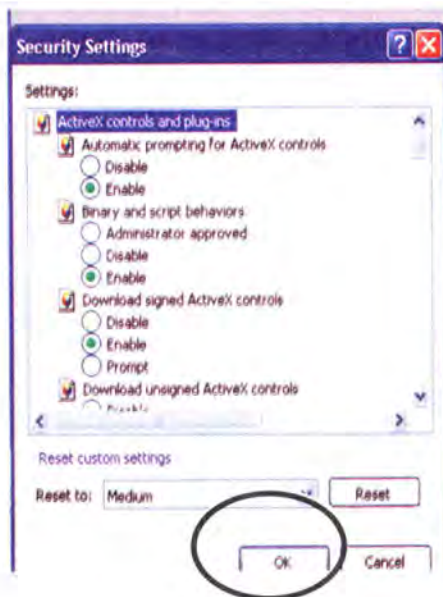 Security Settings
Settings:
ActiveX controls and plug-ins
Automatic prompting for ActiveX controls
Disable
Enable
Binary and script behaviors
Administrator approved
Disable
Enable
Download signed ActiveX controls
Disable
Enable
Prompt
Download unsigned ActiveX controls
Disable
Reset custom settings
Reset to: Medium Reset
OK Cancel